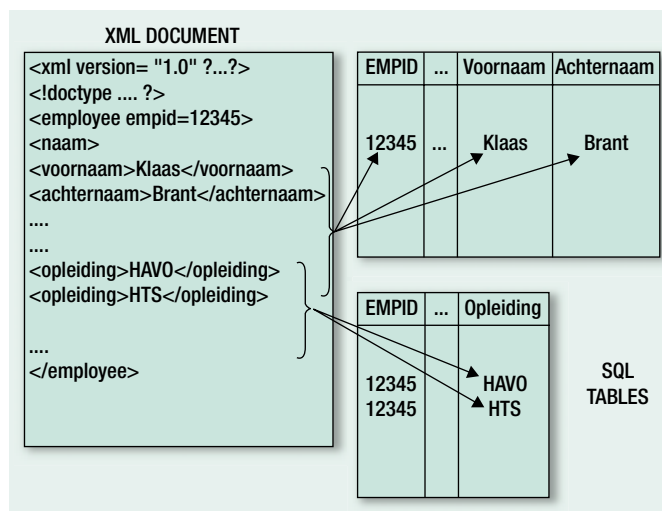 XML DOCUMENT
<xml version= "1.0" ?...?>
<!doctype .... ?>
<employee empid=12345>
<naam>
<voornaam>Klaas</voornaam>
<achternaam>Brant</achternaam>
....
....
<opleiding>HAVO</opleiding>
<opleiding>HTS</opleiding>
....
</employee>
EMPID ... Voornaam Achternaam
12345 ... Klaas Brant
EMPID ... Opleiding
12345 HAVO
12345 HTS
SQL
TABLES